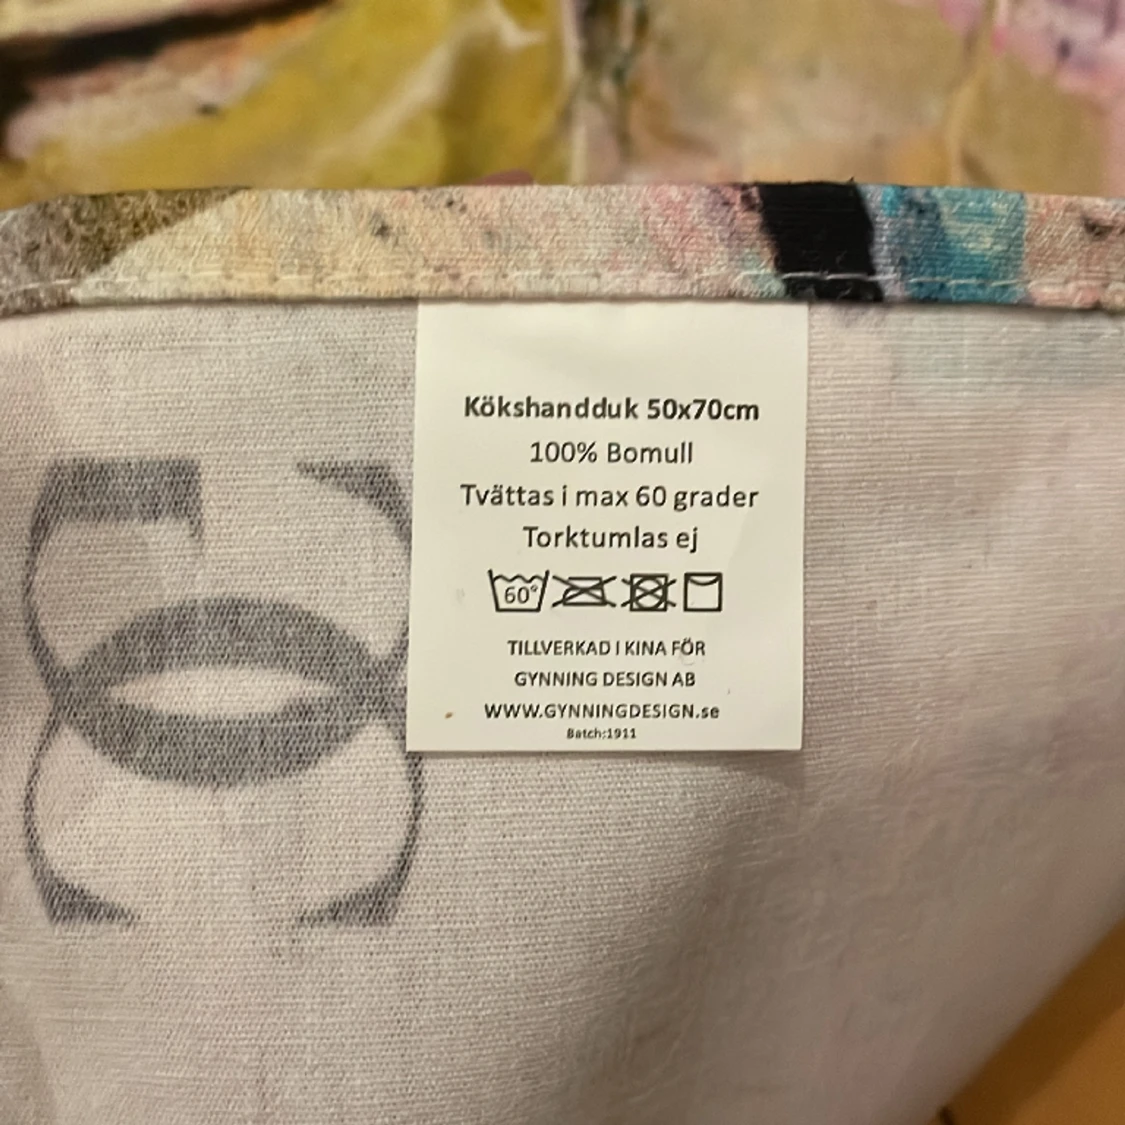 Kökshandduk 50x70cm
100% Bomull
Tvättas i max 60 grader
Torktumlas ej
60°
TILLVERKAD I KINA FÖR
GYNNING DESIGN AB
WWW.GYNNINGDESIGN.se
Batch:1911